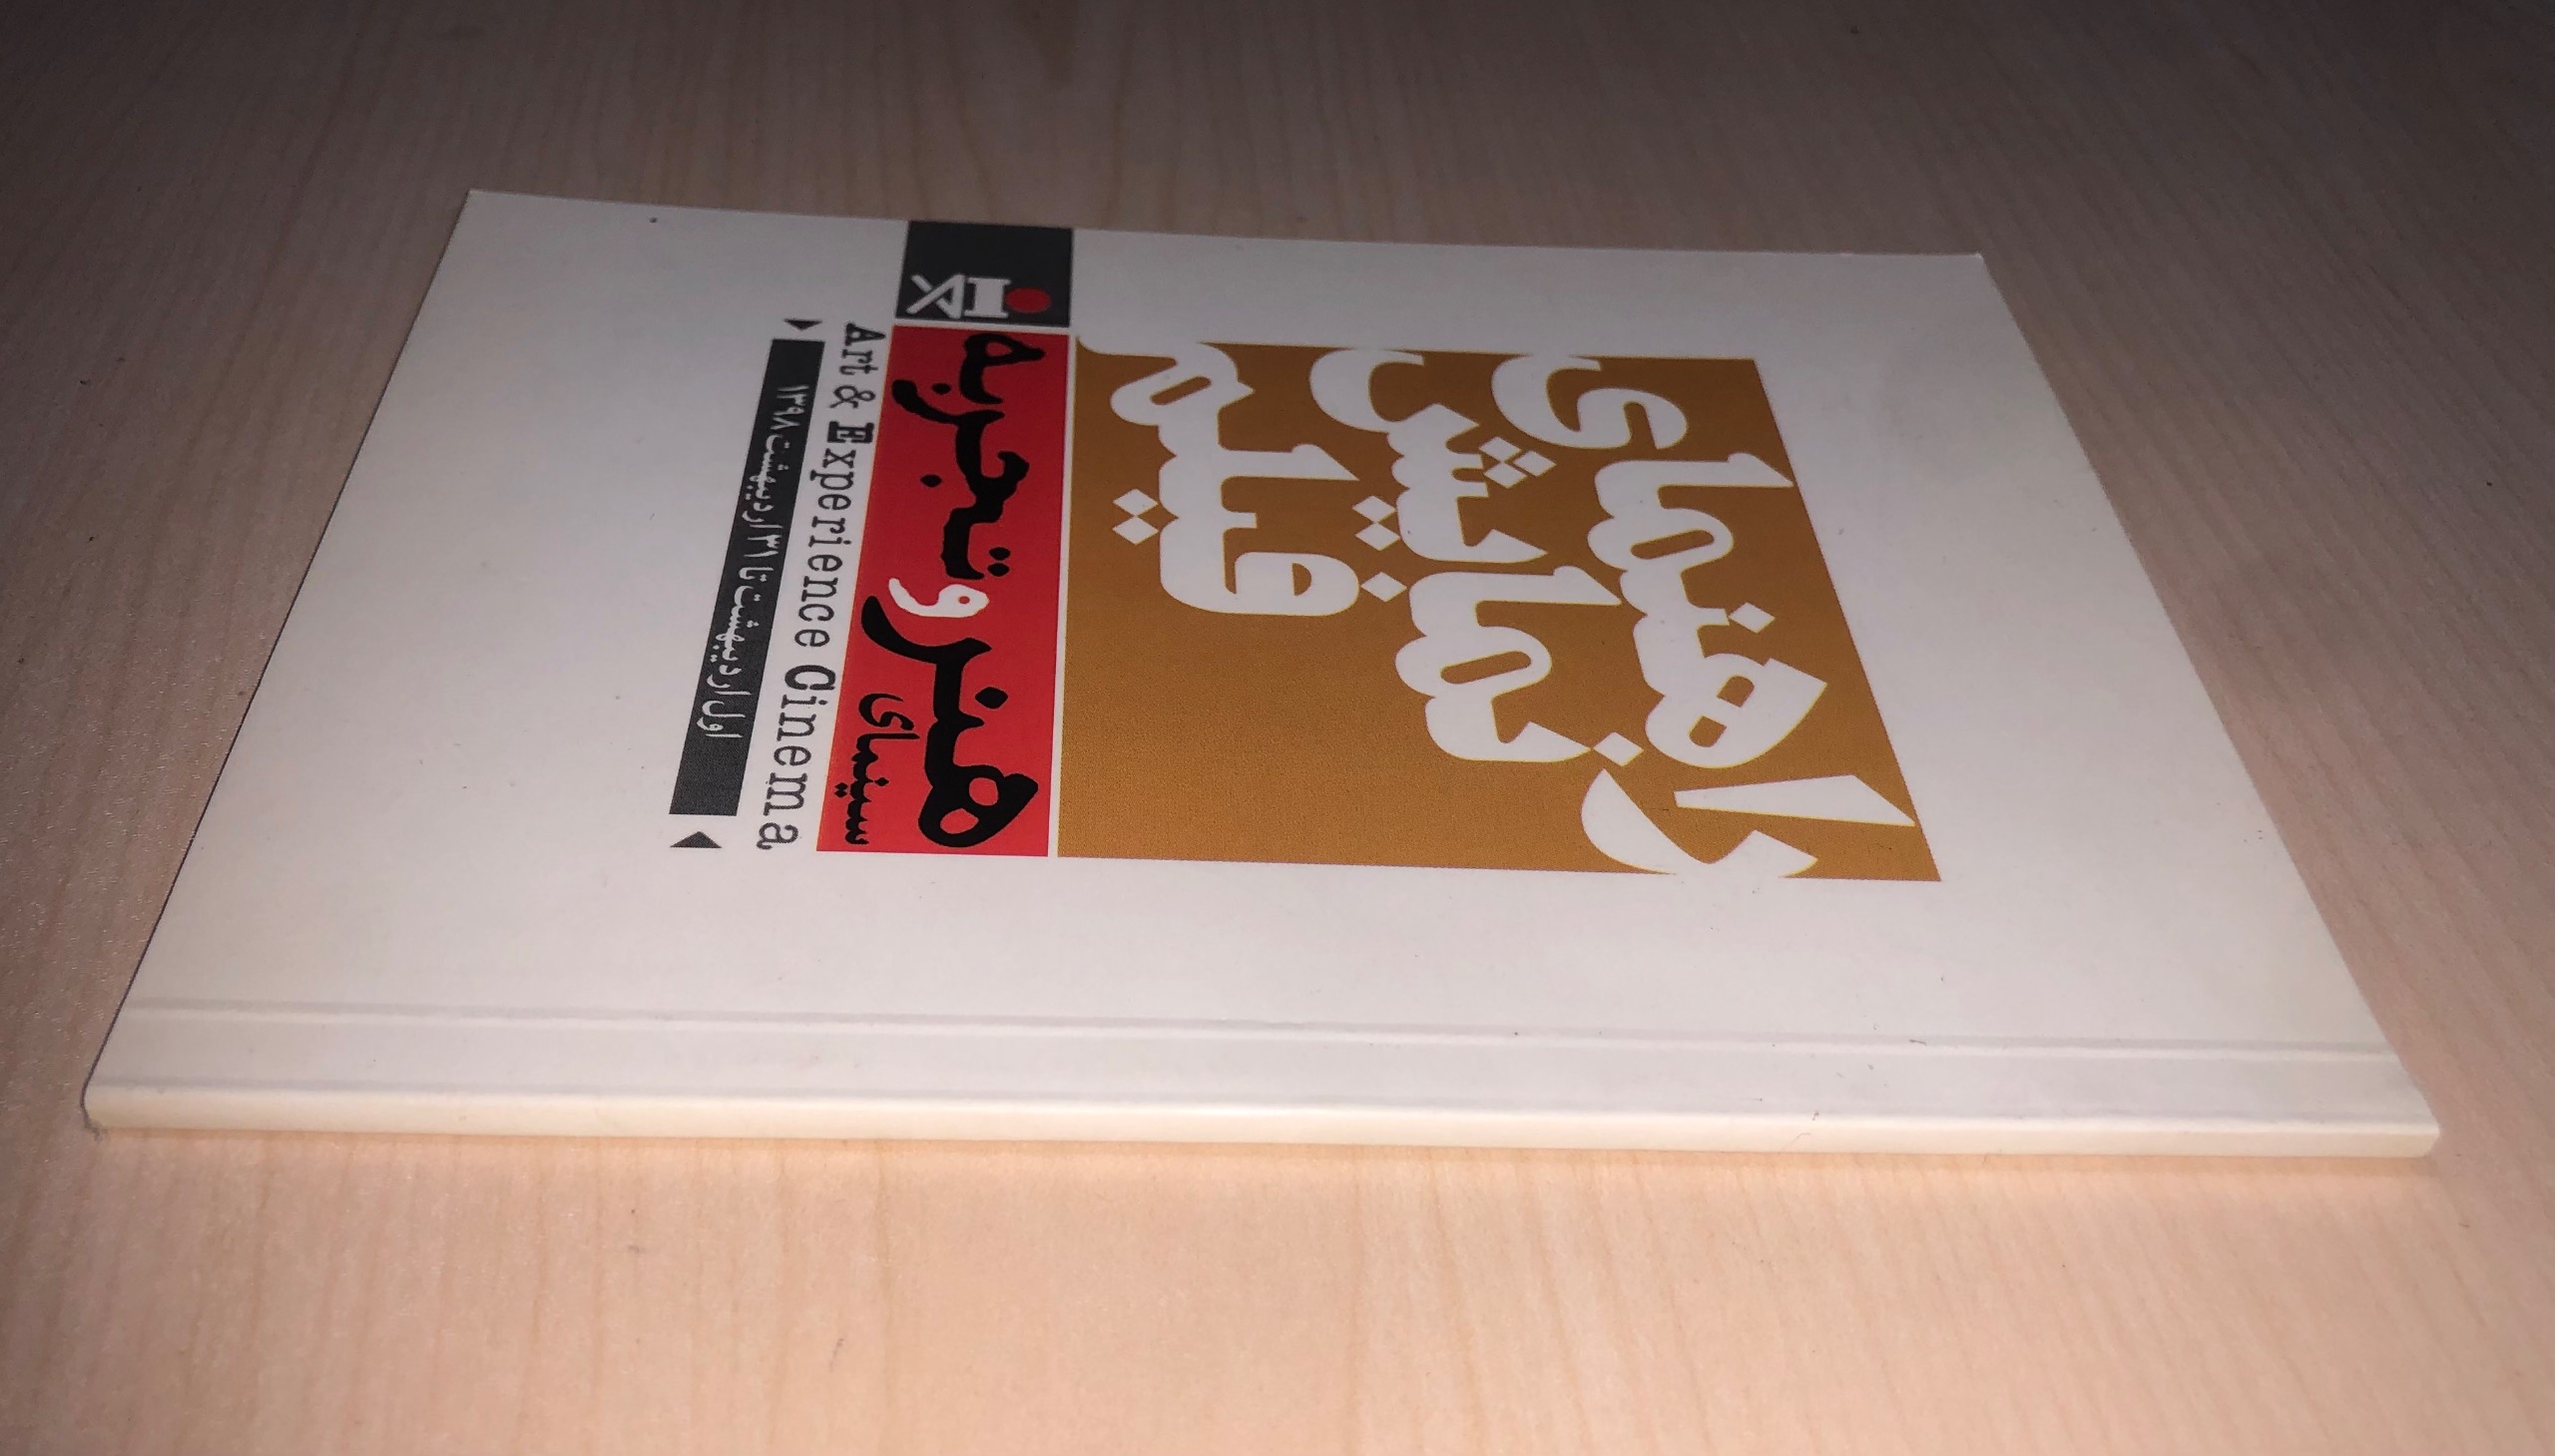 راهنمای
نمایش
فیلم
سینمای
هنر و تجربه
Art & Experience Cinema
اول اردیبهشت تا ۳۱ اردیبهشت ۱۳۹۸